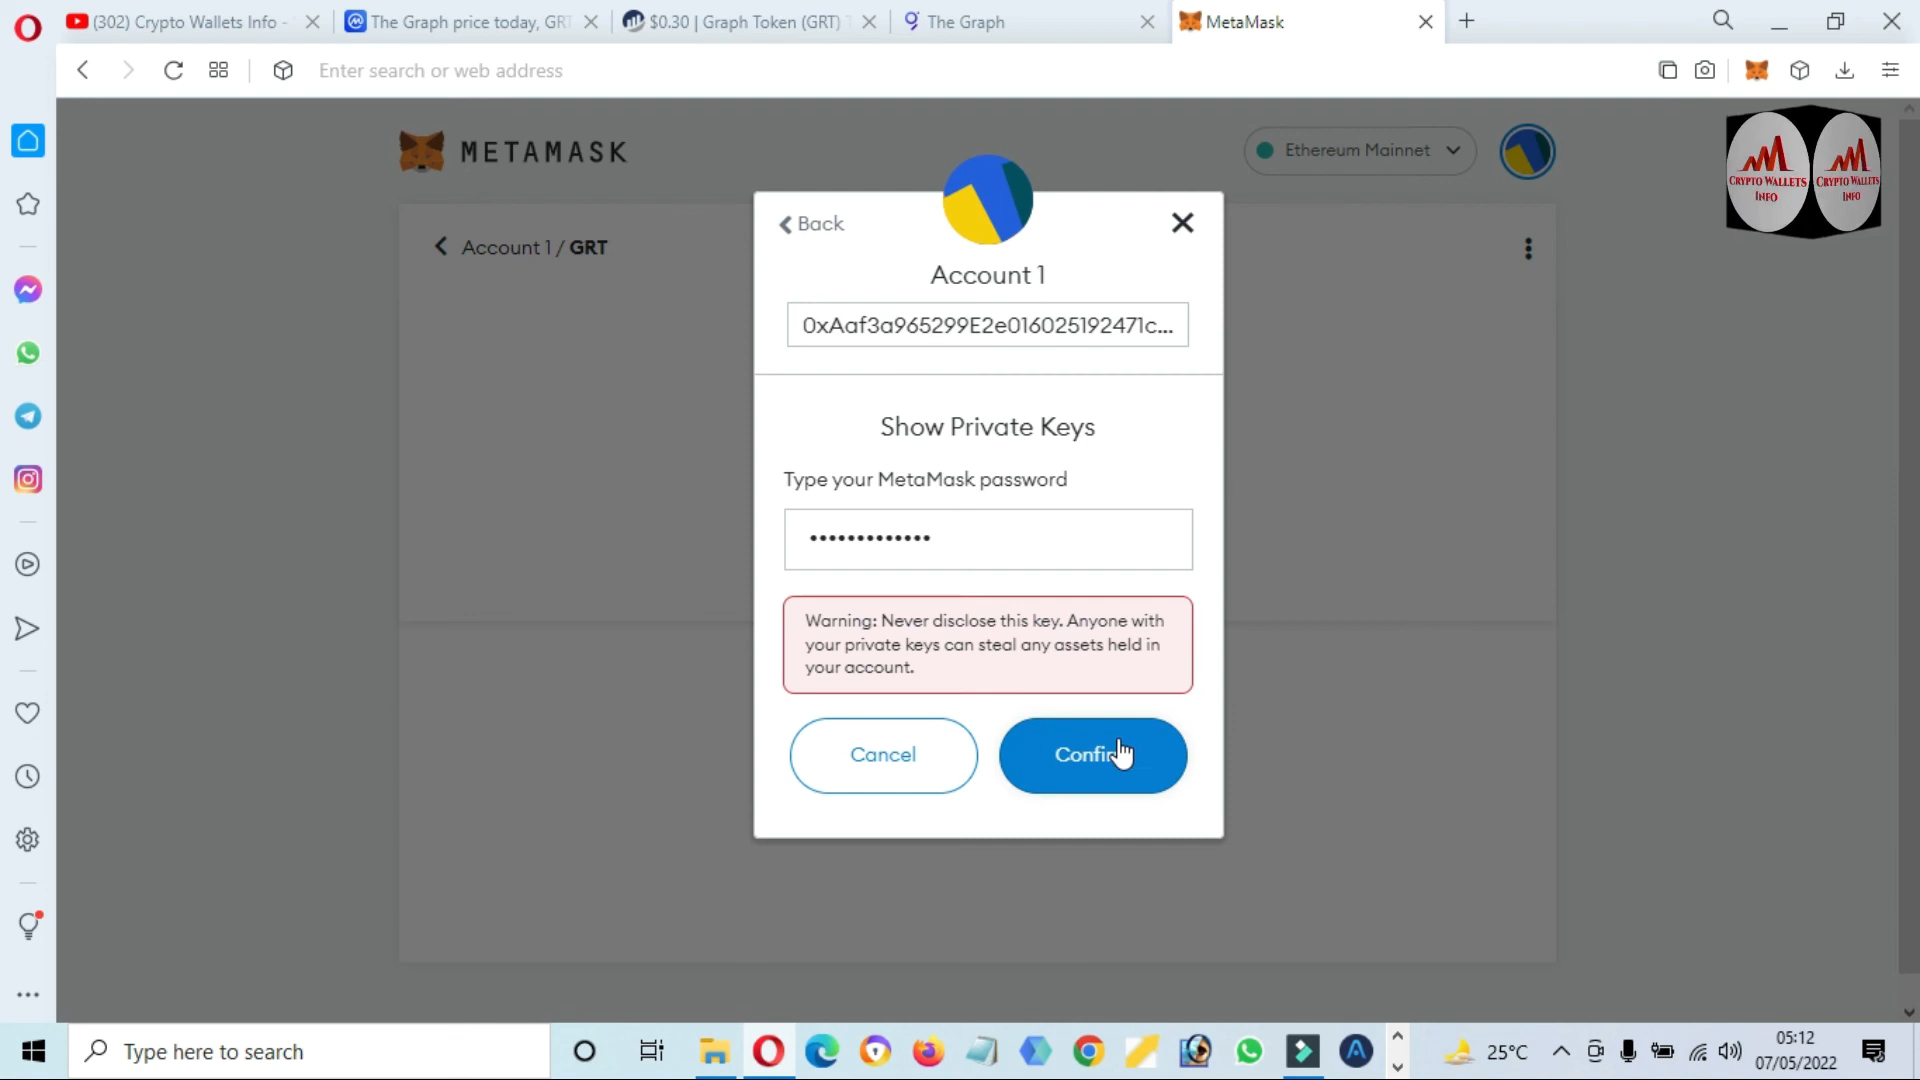 (302) Crypto Wallets Info -
The Graph price today, GRT
$0.30 | Graph Token (GRT)
The Graph
MetaMask
Enter search or web address
METAMASK
Ethereum Mainnet
CRYPTO WALLETS
INFO
CRYPTO WALLETS
INFO
Account 1 / GRT
Back
Account 1
0xAaf3a965299E2e016025192471c...
Show Private Keys
Type your MetaMask password
•••••••••••••
Warning: Never disclose this key. Anyone with
your private keys can steal any assets held in
your account.
Cancel
Confir
Type here to search
25°C
05:12
07/05/2022